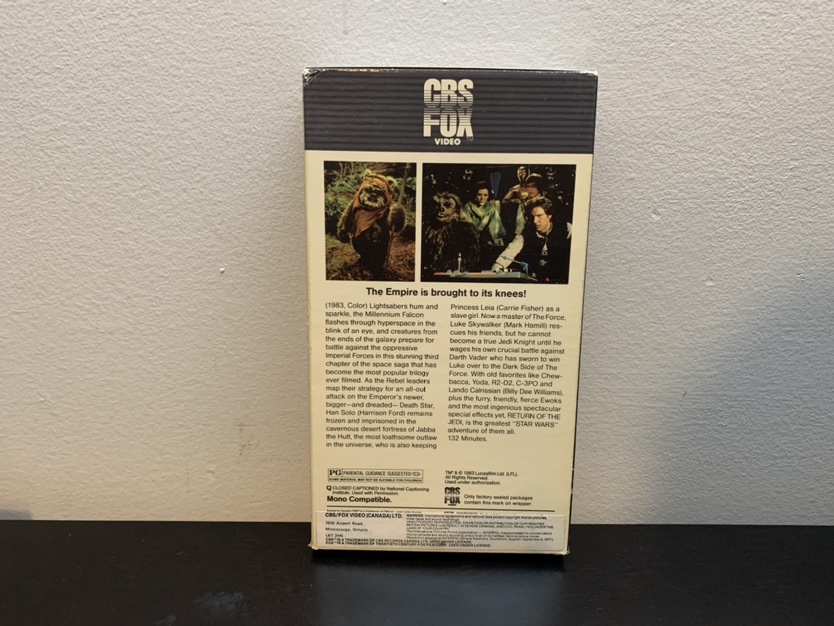 CBS
FOX
VIDEO
TM
The Empire is brought to its knees!
(1983, Color) Lightsabers hum and
sparkle, the Millennium Falcon
flashes through hyperspace in the
blink of an eye, and creatures from
the ends of the galaxy prepare for
battle against the oppressive
Imperial Forces in this stunning third
chapter of the space saga that has
become the most popular trilogy
ever filmed. As the Rebel leaders
map their strategy for an all-out
attack on the Emperor's newer,
bigger—and dreaded— Death Star,
Han Solo (Harrison Ford) remains
frozen and imprisoned in the
cavernous desert fortress of Jabba
the Hutt, the most loathsome outlaw
in the universe, who is also keeping
Princess Leia (Carrie Fisher) as a
slave girl. Now a master of The Force,
Luke Skywalker (Mark Hamill) res-
cues his friends, but he cannot
become a true Jedi Knight until he
wages his own crucial battle against
Darth Vader who has sworn to win
Luke over to the Dark Side of The
Force. With old favorites like Chew-
bacca, Yoda, R2-D2, C-3PO and
Lando Calrissian (Billy Dee Williams),
plus the furry, friendly, fierce Ewoks
and the most ingenious spectacular
special effects yet, RETURN OF THE
JEDI, is the greatest "STAR WARS"
adventure of them all.
132 Minutes.
PG PARENTAL GUIDANCE SUGGESTED
SOME MATERIAL MAY NOT BE SUITABLE FOR CHILDREN
CLOSED CAPTIONED by National Captioning
Institute. Used with Permission.
Mono Compatible.
TM & © 1983 Lucasfilm Ltd. (LFL).
All Rights Reserved.
Used under authorization.
CBS
FOX
Only factory sealed packages
contain this mark on wrapper.
CBS/FOX VIDEO (CANADA) LTD.
Airport Road,
Mississauga, Ontario
WARNING: